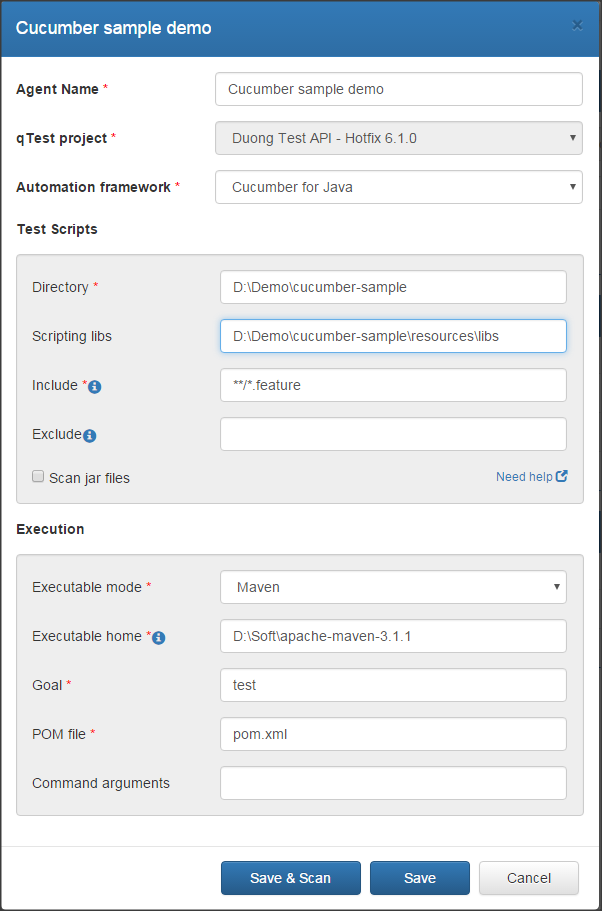 Cucumber sample demo ×
Agent Name * Cucumber sample demo
qTest project * Duong Test API - Hotfix 6.1.0
Automation framework * Cucumber for Java
Test Scripts
Directory * D:\Demo\cucumber-sample
Scripting libs D:\Demo\cucumber-sample\resources\libs
Include * **/*.feature
Exclude
Scan jar files Need help
Execution
Executable mode * Maven
Executable home * D:\Soft\apache-maven-3.1.1
Goal * test
POM file * pom.xml
Command arguments
Save & Scan Save Cancel